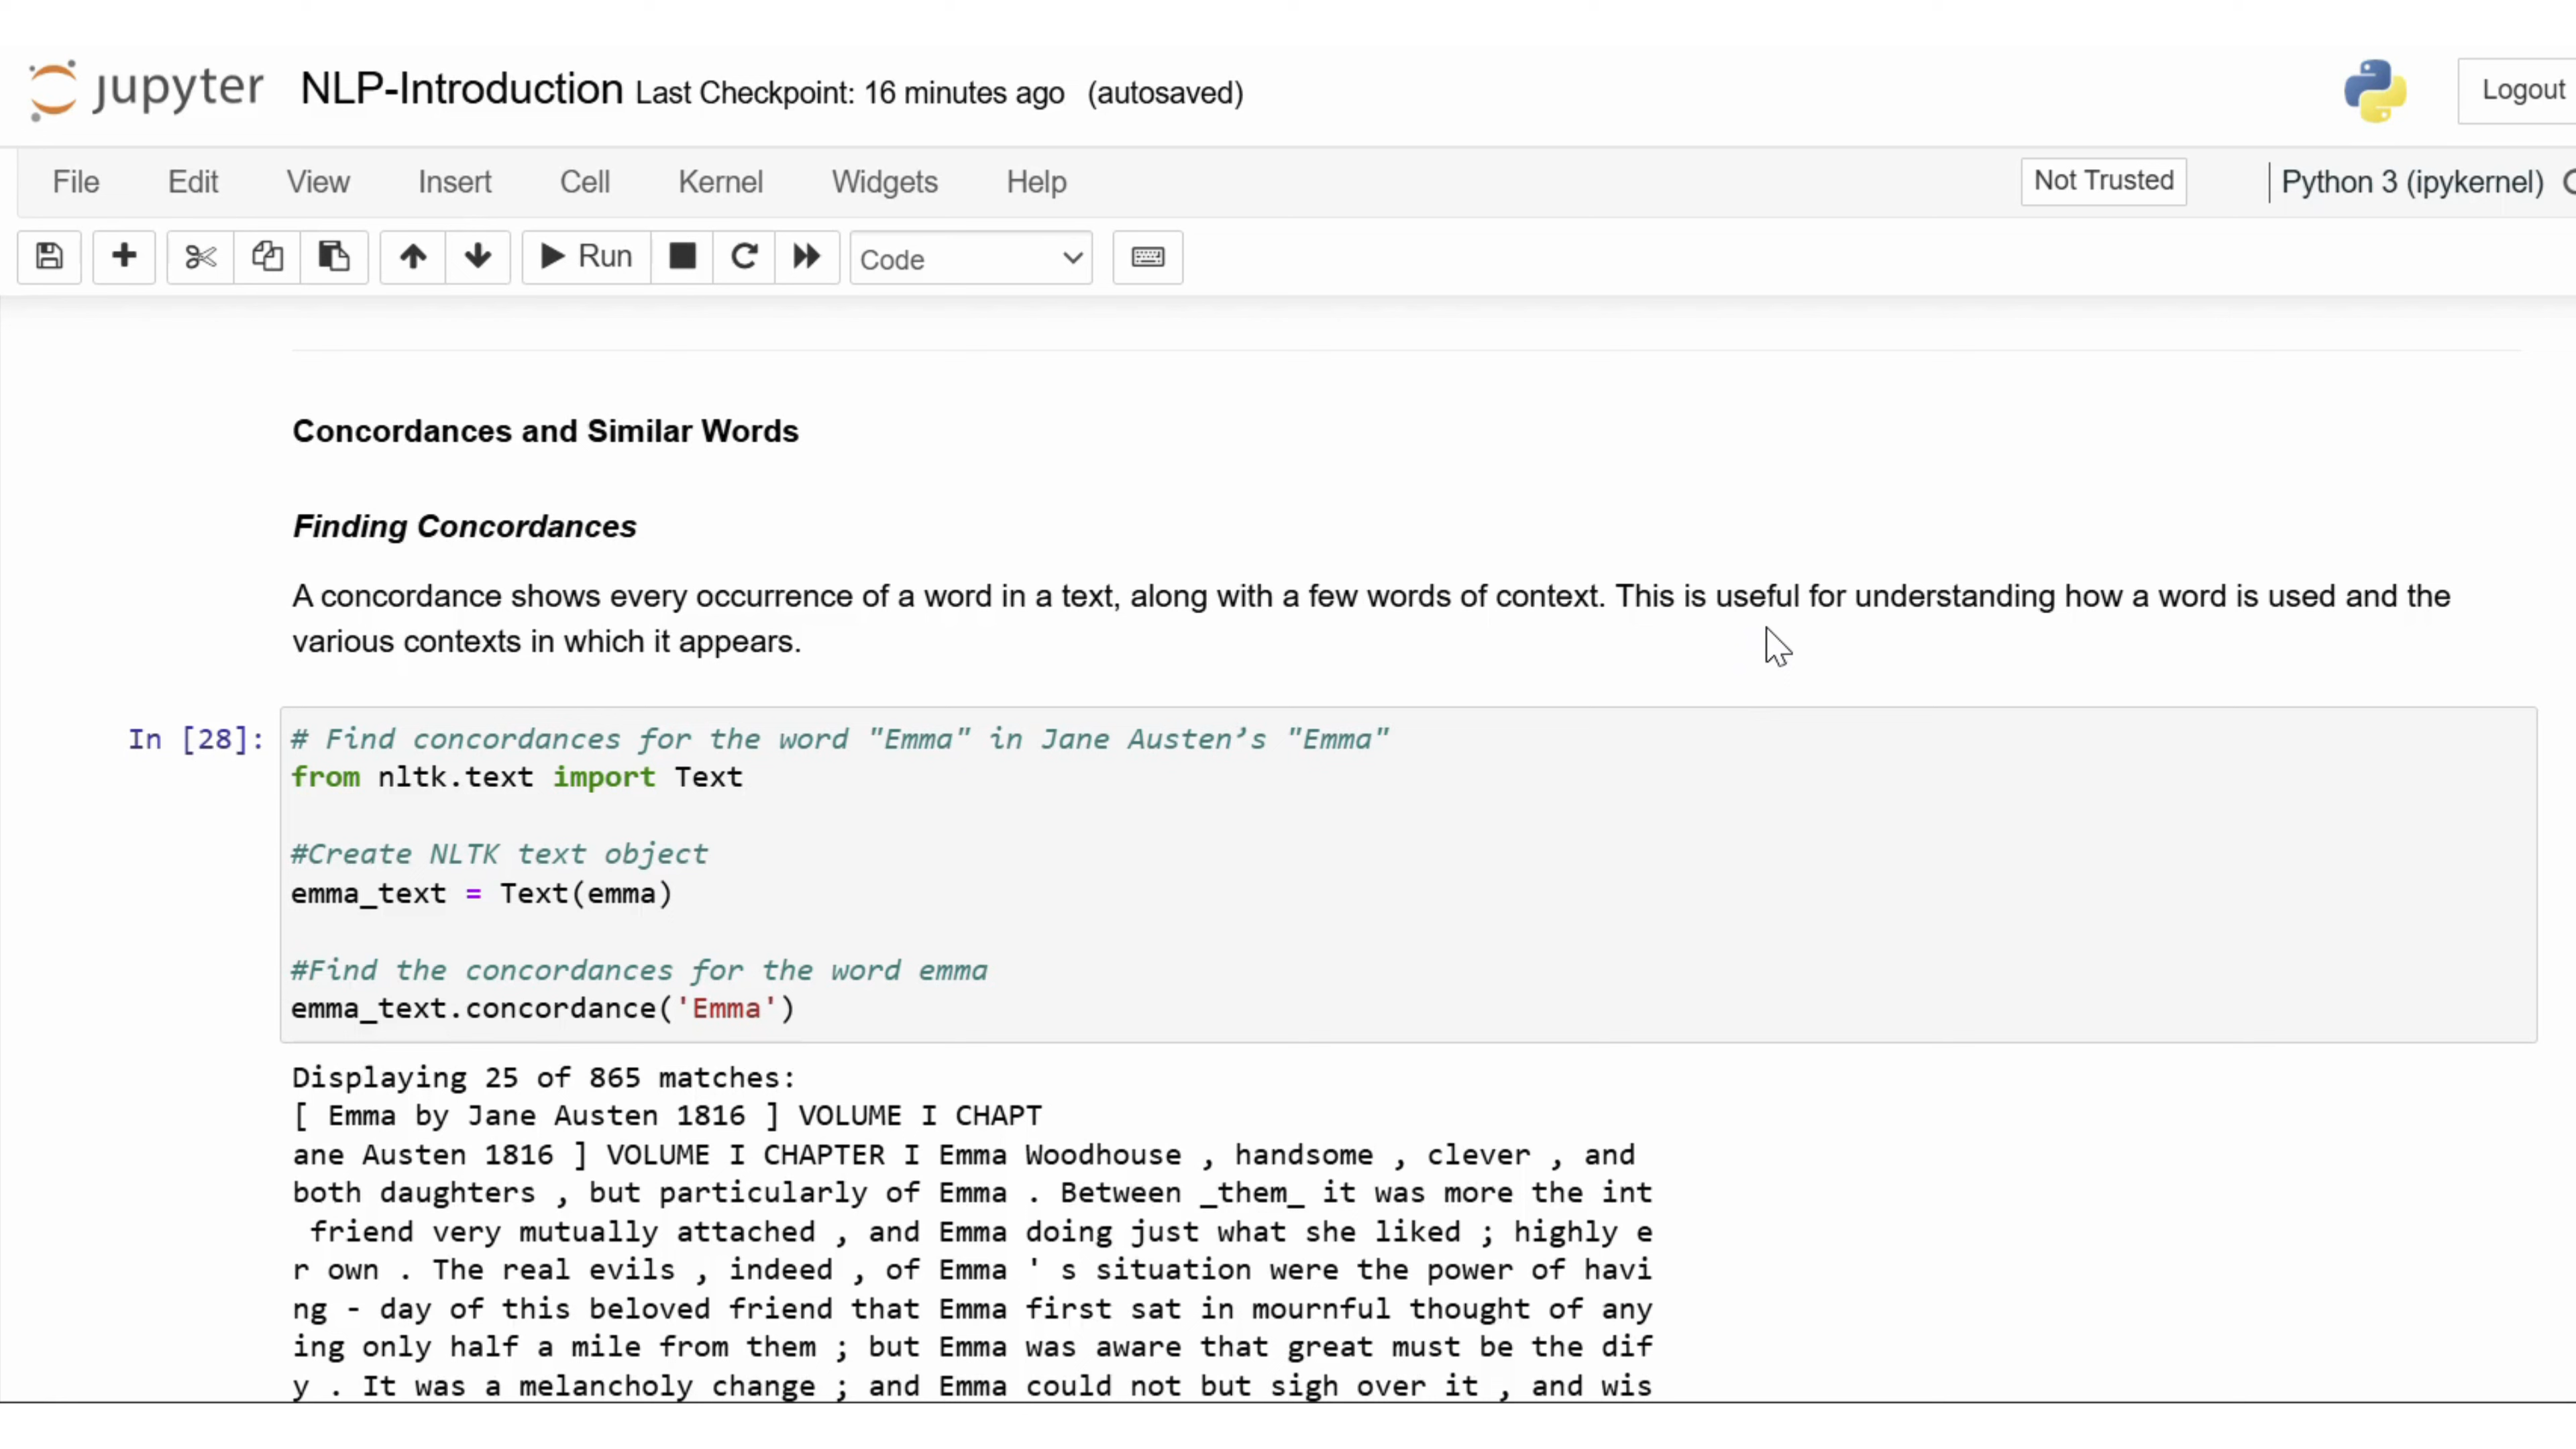 jupyter NLP-Introduction Last Checkpoint: 16 minutes ago (autosaved) Logout
File Edit View Insert Cell Kernel Widgets Help Not Trusted Python 3 (ipykernel)
Run Code
Concordances and Similar Words
Finding Concordances
A concordance shows every occurrence of a word in a text, along with a few words of context. This is useful for understanding how a word is used and the
various contexts in which it appears.
In [28]: # Find concordances for the word "Emma" in Jane Austen’s "Emma"
from nltk.text import Text
#Create NLTK text object
emma_text = Text(emma)
#Find the concordances for the word emma
emma_text.concordance('Emma')
Displaying 25 of 865 matches:
[ Emma by Jane Austen 1816 ] VOLUME I CHAPT
ane Austen 1816 ] VOLUME I CHAPTER I Emma Woodhouse , handsome , clever , and
both daughters , but particularly of Emma . Between _them_ it was more the int
friend very mutually attached , and Emma doing just what she liked ; highly e
r own . The real evils , indeed , of Emma ' s situation were the power of havi
ng - day of this beloved friend that Emma first sat in mournful thought of any
ing only half a mile from them ; but Emma was aware that great must be the dif
y . It was a melancholy change ; and Emma could not but sigh over it , and wis